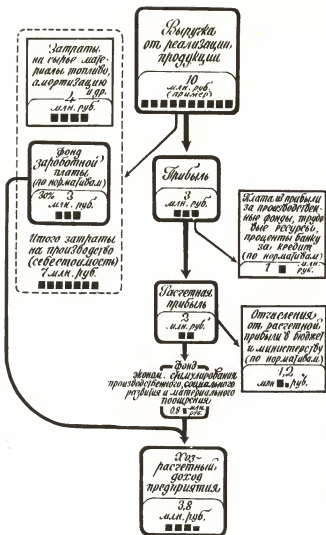 Затраты
на сырье мате-
риалы, топливо,
амортизацию
и др.
4
млн. руб.
Выручка
от реализации
продукции
10
млн. руб.
(пример)
Фонд
заработной
платы
(по нормативам)
30% 3
млн. руб.
Прибыль
3
млн. руб.
Итого затраты
на производство
(себестоимость)
7 млн. руб.
Плата из прибыли
за производствен-
ные фонды, трудо-
вые ресурсы,
проценты банку
за кредит
(по нормативам)
1 млн. руб.
Расчетная
прибыль
2
млн. руб.
Отчисления
от расчетной
прибыли в бюджет
и министерству
(по нормативам)
1,2
млн. руб.
Фонд
эконом. стимулирования
производственного, социального
развития и материального
поощрения
0,8 млн. руб.
Хоз-
расчетный
доход
предприятия
3,8
млн. руб.